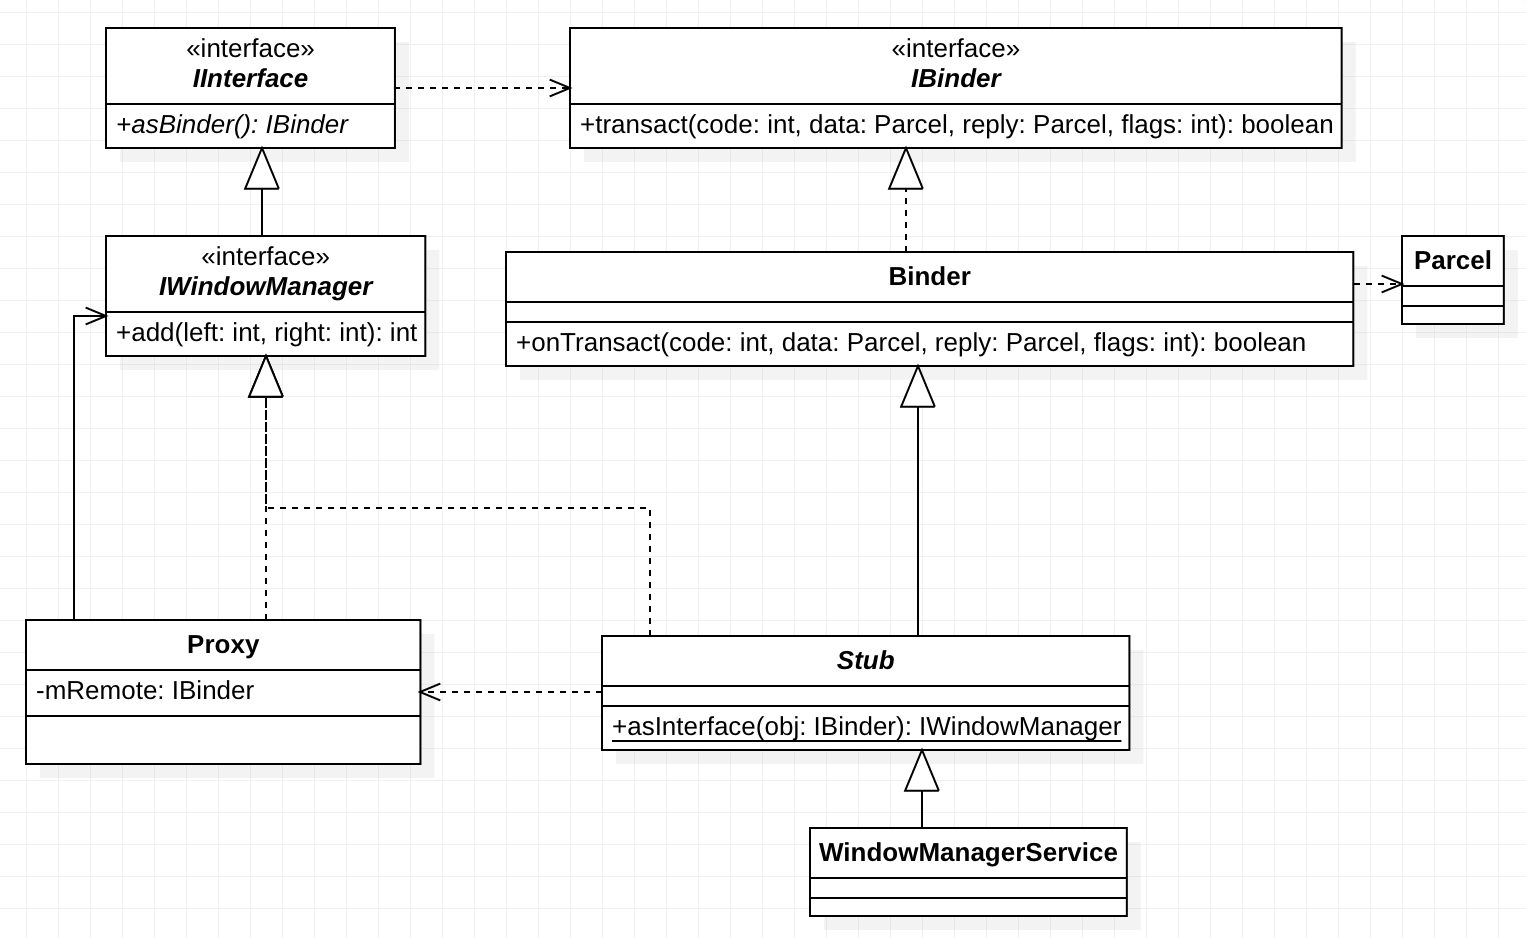 «interface»
IInterface
+asBinder(): IBinder
«interface»
IBinder
+transact(code: int, data: Parcel, reply: Parcel, flags: int): boolean
«interface»
IWindowManager
+add(left: int, right: int): int
Binder
+onTransact(code: int, data: Parcel, reply: Parcel, flags: int): boolean
Parcel
Proxy
-mRemote: IBinder
Stub
+asInterface(obj: IBinder): IWindowManager
WindowManagerService